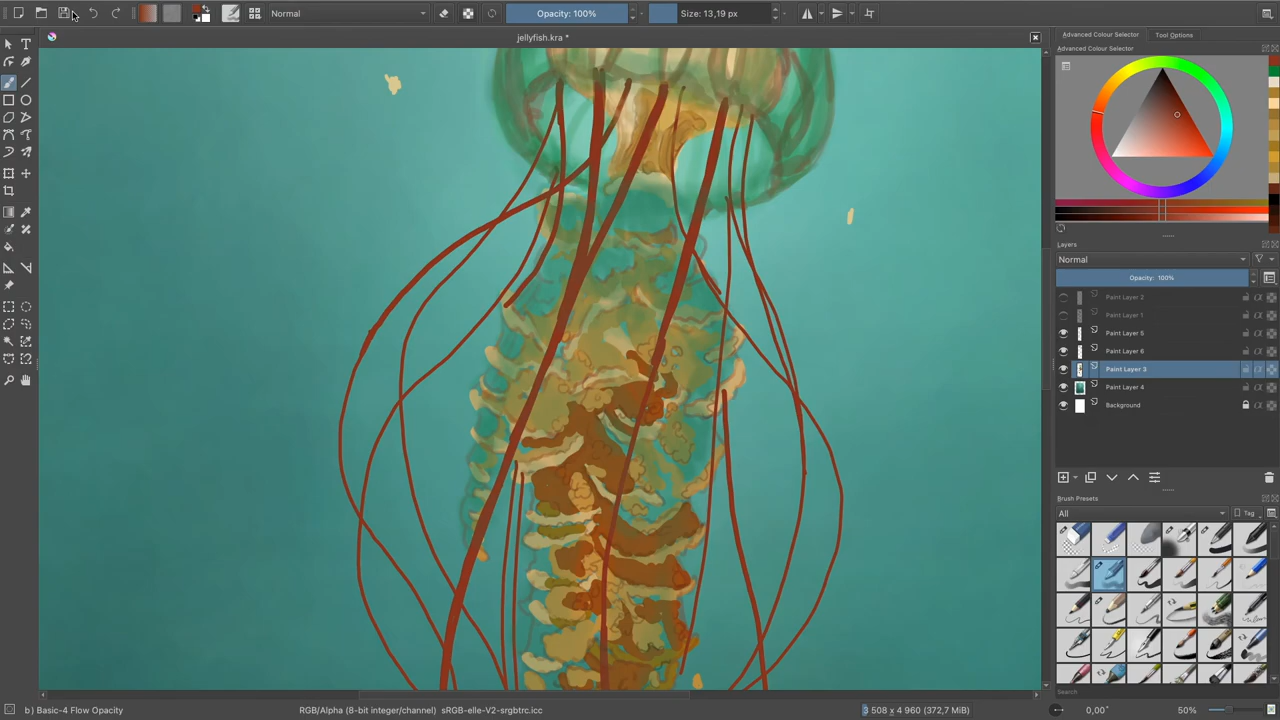 Normal
Opacity: 100%
Size: 13,19 px
jellyfish.kra *
Advanced Colour Selector
Tool Options
Advanced Colour Selector
Layers
Normal
Opacity: 100%
Paint Layer 2
Paint Layer 1
Paint Layer 5
Paint Layer 6
Paint Layer 3
Paint Layer 4
Background
Brush Presets
All
Tag
Search
b) Basic-4 Flow Opacity
RGB/Alpha (8-bit integer/channel) sRGB-elle-V2-srgbtrc.icc
3 508 x 4 960 (372,7 MiB)
0,00°
50%